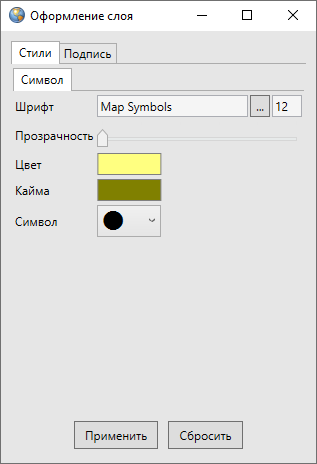 Оформление слоя
Стили Подпись
Символ
Шрифт Map Symbols ... 12
Прозрачность
Цвет
Кайма
Символ
Применить Сбросить